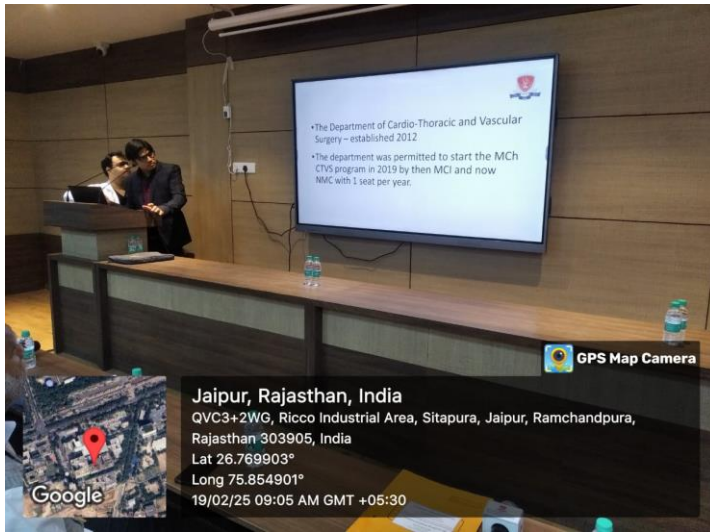 •The Department of Cardio-Thoracic and Vascular
Surgery – established 2012
•The department was permitted to start the MCh
CTVS program in 2019 by then MCI and now
NMC with 1 seat per year.
GPS Map Camera
Jaipur, Rajasthan, India
QVC3+2WG, Ricco Industrial Area, Sitapura, Jaipur, Ramchandpura,
Rajasthan 303905, India
Lat 26.769903°
Long 75.854901°
19/02/25 09:05 AM GMT +05:30
Google